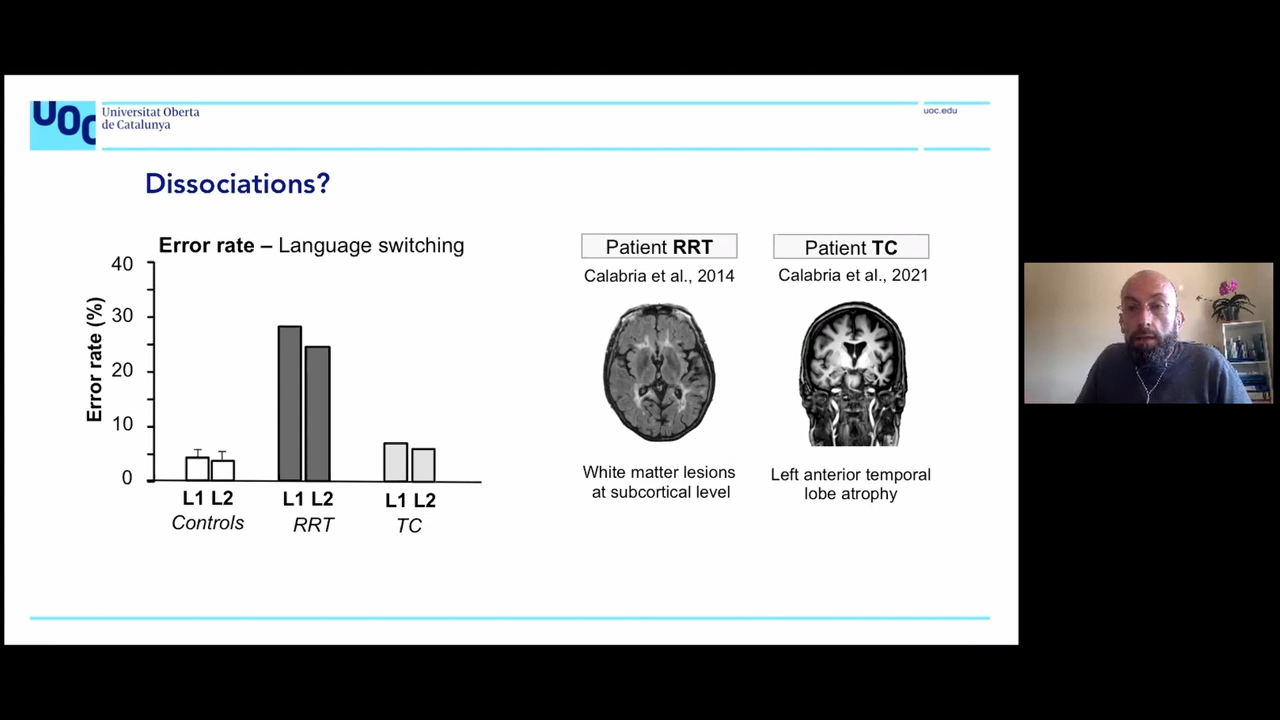 UOC
Universitat Oberta
de Catalunya
uoc.edu
Dissociations?
Error rate – Language switching
Error rate (%)
40
30
20
10
0
L1 L2
Controls
L1 L2
RRT
L1 L2
TC
Patient RRT
Calabria et al., 2014
White matter lesions
at subcortical level
Patient TC
Calabria et al., 2021
Left anterior temporal
lobe atrophy